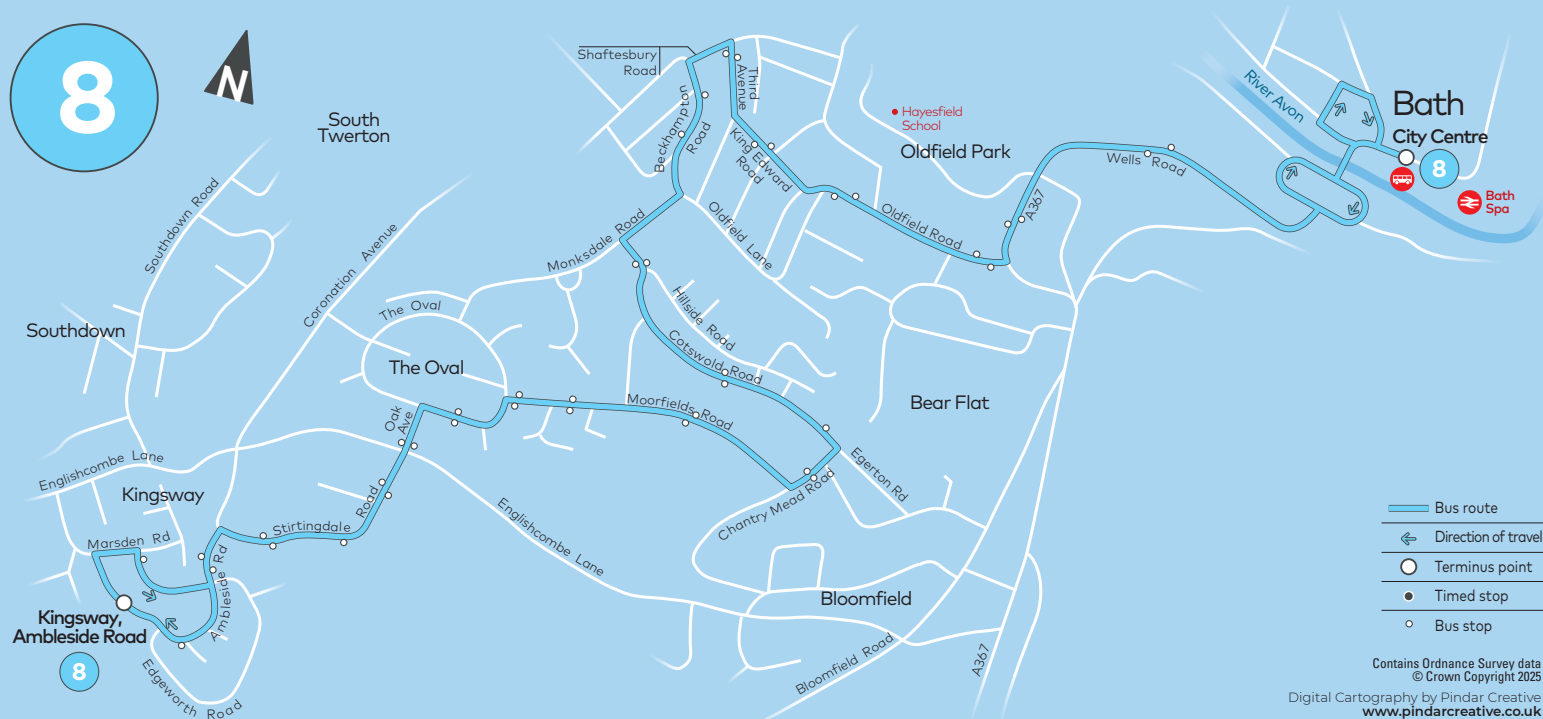 8
N
South
Twerton
Shaftesbury
Road
Beckhampton
Road
Third
Avenue
King Edward
Road
Hayesfield
School
Oldfield Park
River Avon
Bath
City Centre
8
Bath
Spa
Wells Road
A367
Oldfield Road
Oldfield Lane
Monksdale Road
Southdown Road
Coronation Avenue
Southdown
The Oval
The Oval
Hillside Road
Cotswold Road
Oak
Ave
Moorfields Road
Bear Flat
Egerton Rd
Chantry Mead Road
Englishcombe Lane
Kingsway
Stirtingdale
Road
Englishcombe Lane
Marsden Rd
Ambleside Rd
Kingsway,
Ambleside Road
8
Edgeworth Road
Bloomfield
Bloomfield Road
A367
Bus route
Direction of travel
Terminus point
Timed stop
Bus stop
Contains Ordnance Survey data
© Crown Copyright 2025
Digital Cartography by Pindar Creative
www.pindarcreative.co.uk